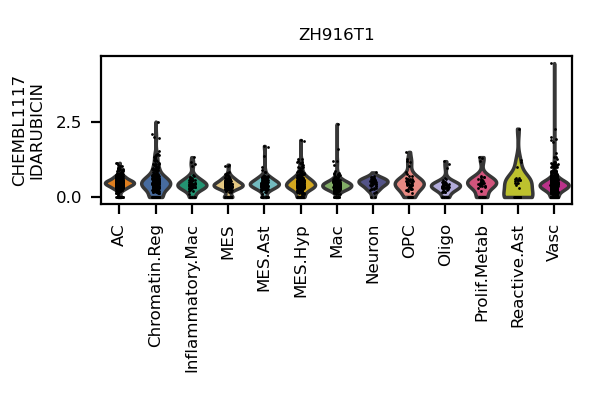 ZH916T1
CHEMBL1117
IDARUBICIN
2.5
0.0
AC
Chromatin.Reg
Inflammatory.Mac
MES
MES.Ast
MES.Hyp
Mac
Neuron
OPC
Oligo
Prolif.Metab
Reactive.Ast
Vasc